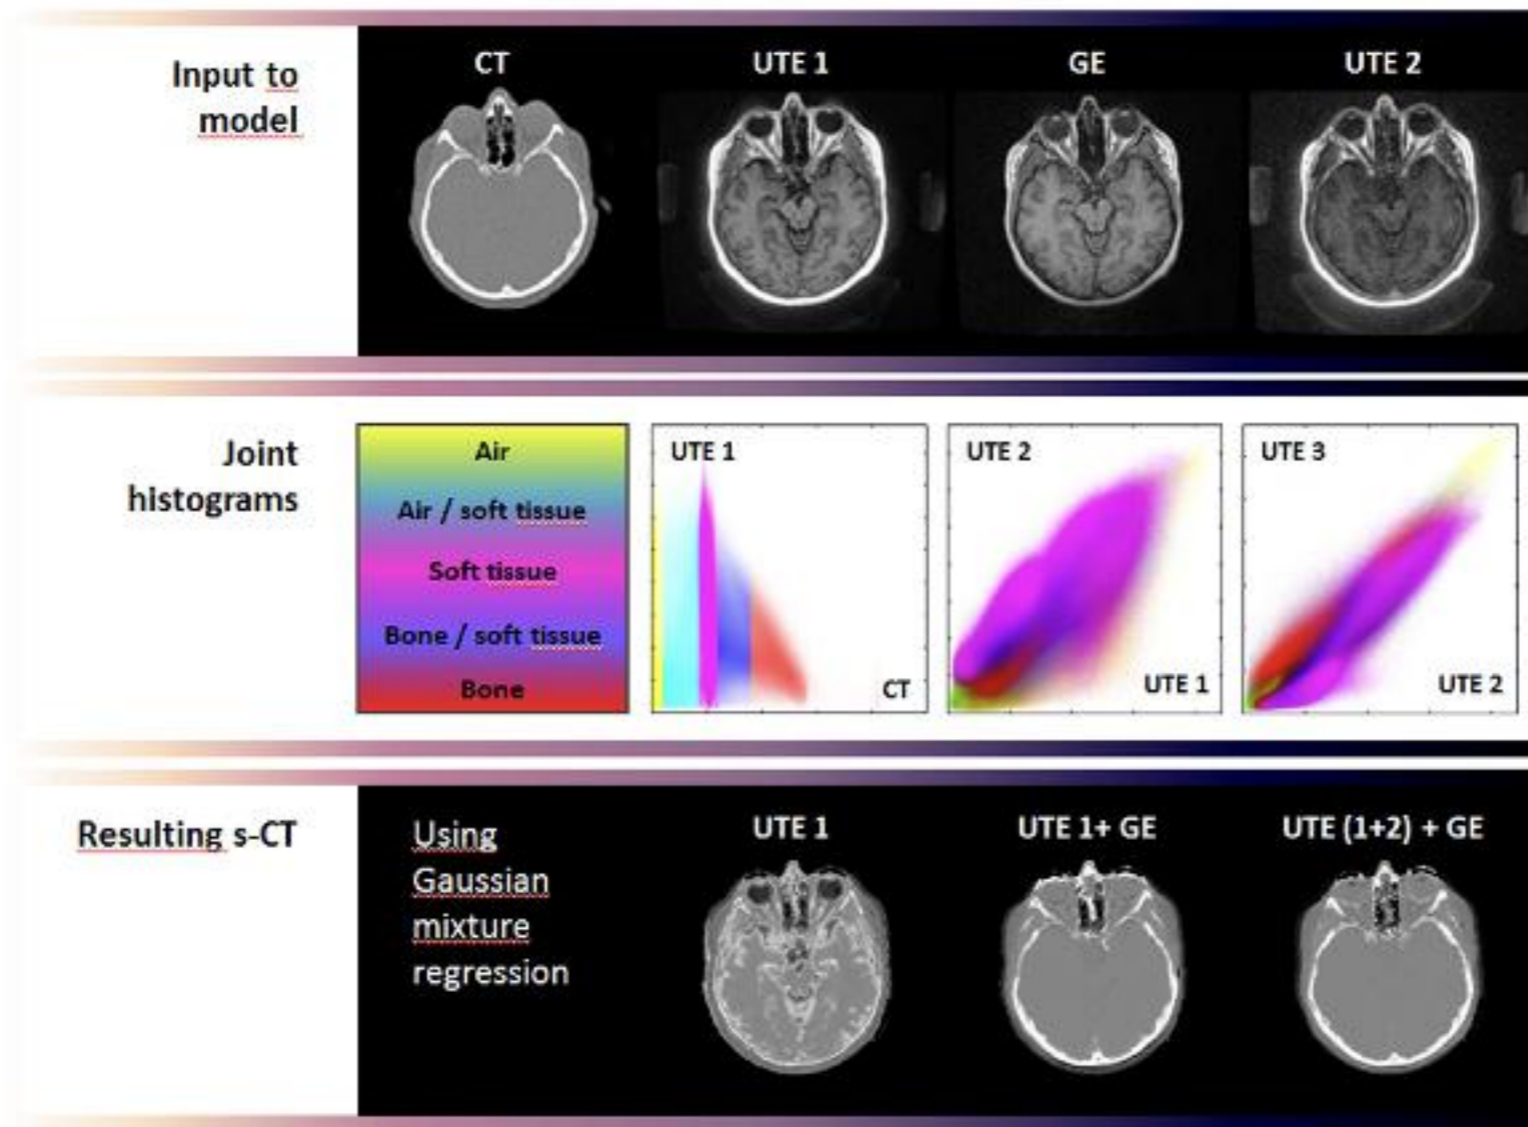 Input to
model
CT
UTE 1
GE
UTE 2
Joint
histograms
Air
Air / soft tissue
Soft tissue
Bone / soft tissue
Bone
UTE 1
CT
UTE 2
UTE 1
UTE 3
UTE 2
Resulting s-CT
Using
Gaussian
mixture
regression
UTE 1
UTE 1+ GE
UTE (1+2) + GE